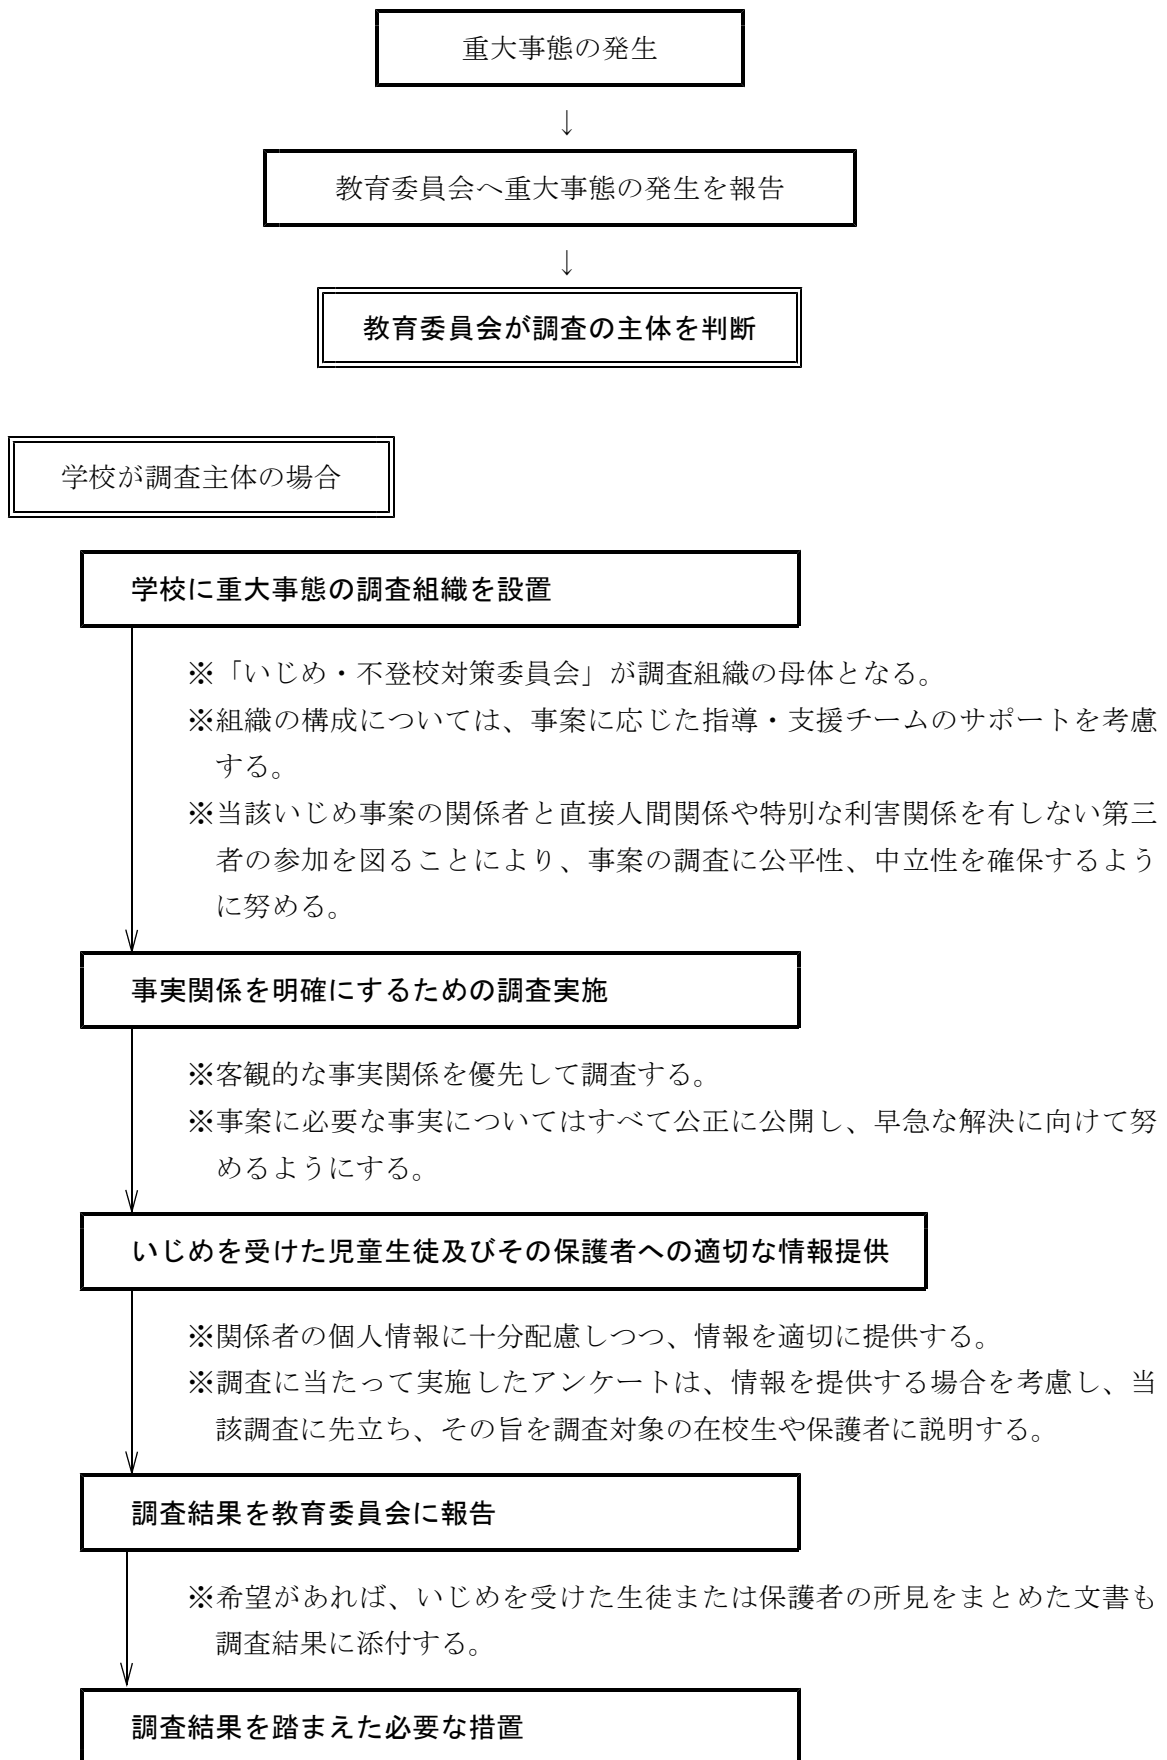 重大事態の発生
↓
教育委員会へ重大事態の発生を報告
↓
教育委員会が調査の主体を判断
学校が調査主体の場合
学校に重大事態の調査組織を設置
※「いじめ・不登校対策委員会」が調査組織の母体となる。
※組織の構成については、事案に応じた指導・支援チームのサポートを考慮
する。
※当該いじめ事案の関係者と直接人間関係や特別な利害関係を有しない第三
者の参加を図ることにより、事案の調査に公平性、中立性を確保するよう
に努める。
事実関係を明確にするための調査実施
※客観的な事実関係を優先して調査する。
※事案に必要な事実についてはすべて公正に公開し、早急な解決に向けて努
めるようにする。
いじめを受けた児童生徒及びその保護者への適切な情報提供
※関係者の個人情報に十分配慮しつつ、情報を適切に提供する。
※調査に当たって実施したアンケートは、情報を提供する場合を考慮し、当
該調査に先立ち、その旨を調査対象の在校生や保護者に説明する。
調査結果を教育委員会に報告
※希望があれば、いじめを受けた生徒または保護者の所見をまとめた文書も
調査結果に添付する。
調査結果を踏まえた必要な措置